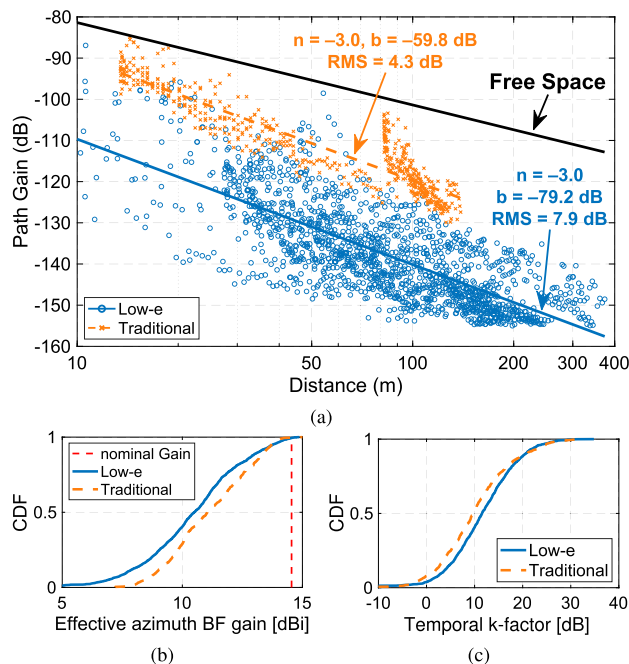 -80
-90
-100
-110
-120
-130
-140
-150
-160
Path Gain (dB)
n = –3.0, b = –59.8 dB
RMS = 4.3 dB
Free Space
n = –3.0
b = –79.2 dB
RMS = 7.9 dB
Low-e
Traditional
10 50 100 200 300 400
Distance (m)
(a)
1
0.5
0
CDF
nominal Gain
Low-e
Traditional
5 10 15
Effective azimuth BF gain [dBi]
(b)
1
0.5
0
CDF
Low-e
Traditional
-10 0 10 20 30 40
Temporal k-factor [dB]
(c)